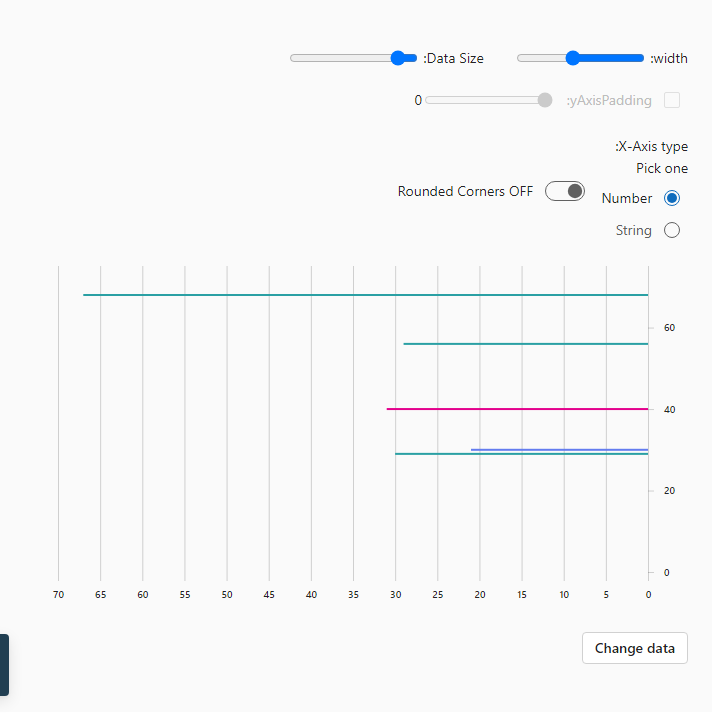 :width
:Data Size
:yAxisPadding
0
:X-Axis type
Pick one
Number
Rounded Corners OFF
String
60
40
20
0
70 65 60 55 50 45 40 35 30 25 20 15 10 5 0
Change data